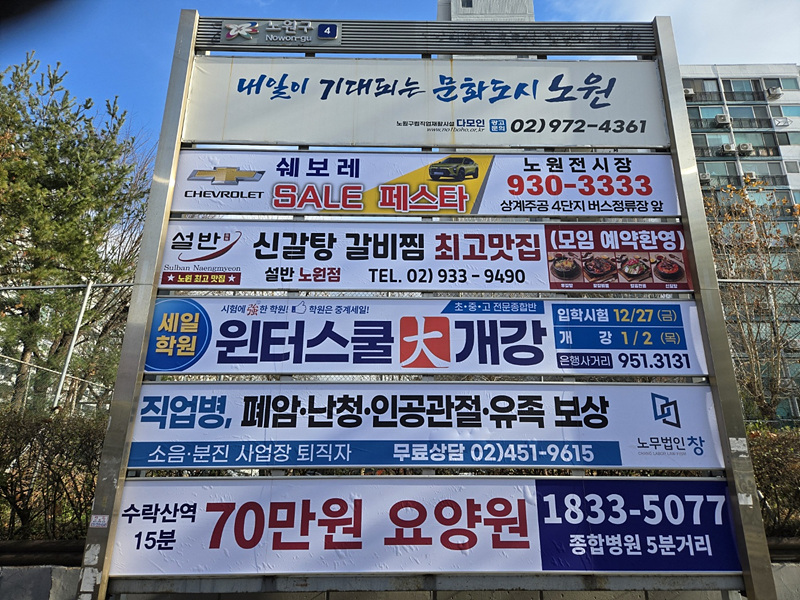 노원구 4
Nowon-gu
내일이 기대되는 문화도시 노원
노원구립직업재활시설 다모인 광고문의 02)972-4361
www.no1boho.or.kr
쉐보레
CHEVROLET
SALE 페스타
노원전시장
930-3333
상계주공 4단지 버스정류장 앞
설반
Sulban Naengmyeon
★ 노원 최고 맛집 ★
신갈탕 갈비찜 최고맛집
설반 노원점 TEL. 02) 933 - 9490
(모임 예약환영)
세일학원
시험에 强한 학원! 학원은 중계세일!
초·중·고 전문종합반
윈터스쿨 大 개강
입학시험 12/27 (금)
개 강 1/2 (목)
은행사거리 951.3131
직업병, 폐암·난청·인공관절·유족 보상
소음·분진 사업장 퇴직자 무료상담 02)451-9615
노무법인 창
수락산역 15분
70만원 요양원
1833-5077
종합병원 5분거리